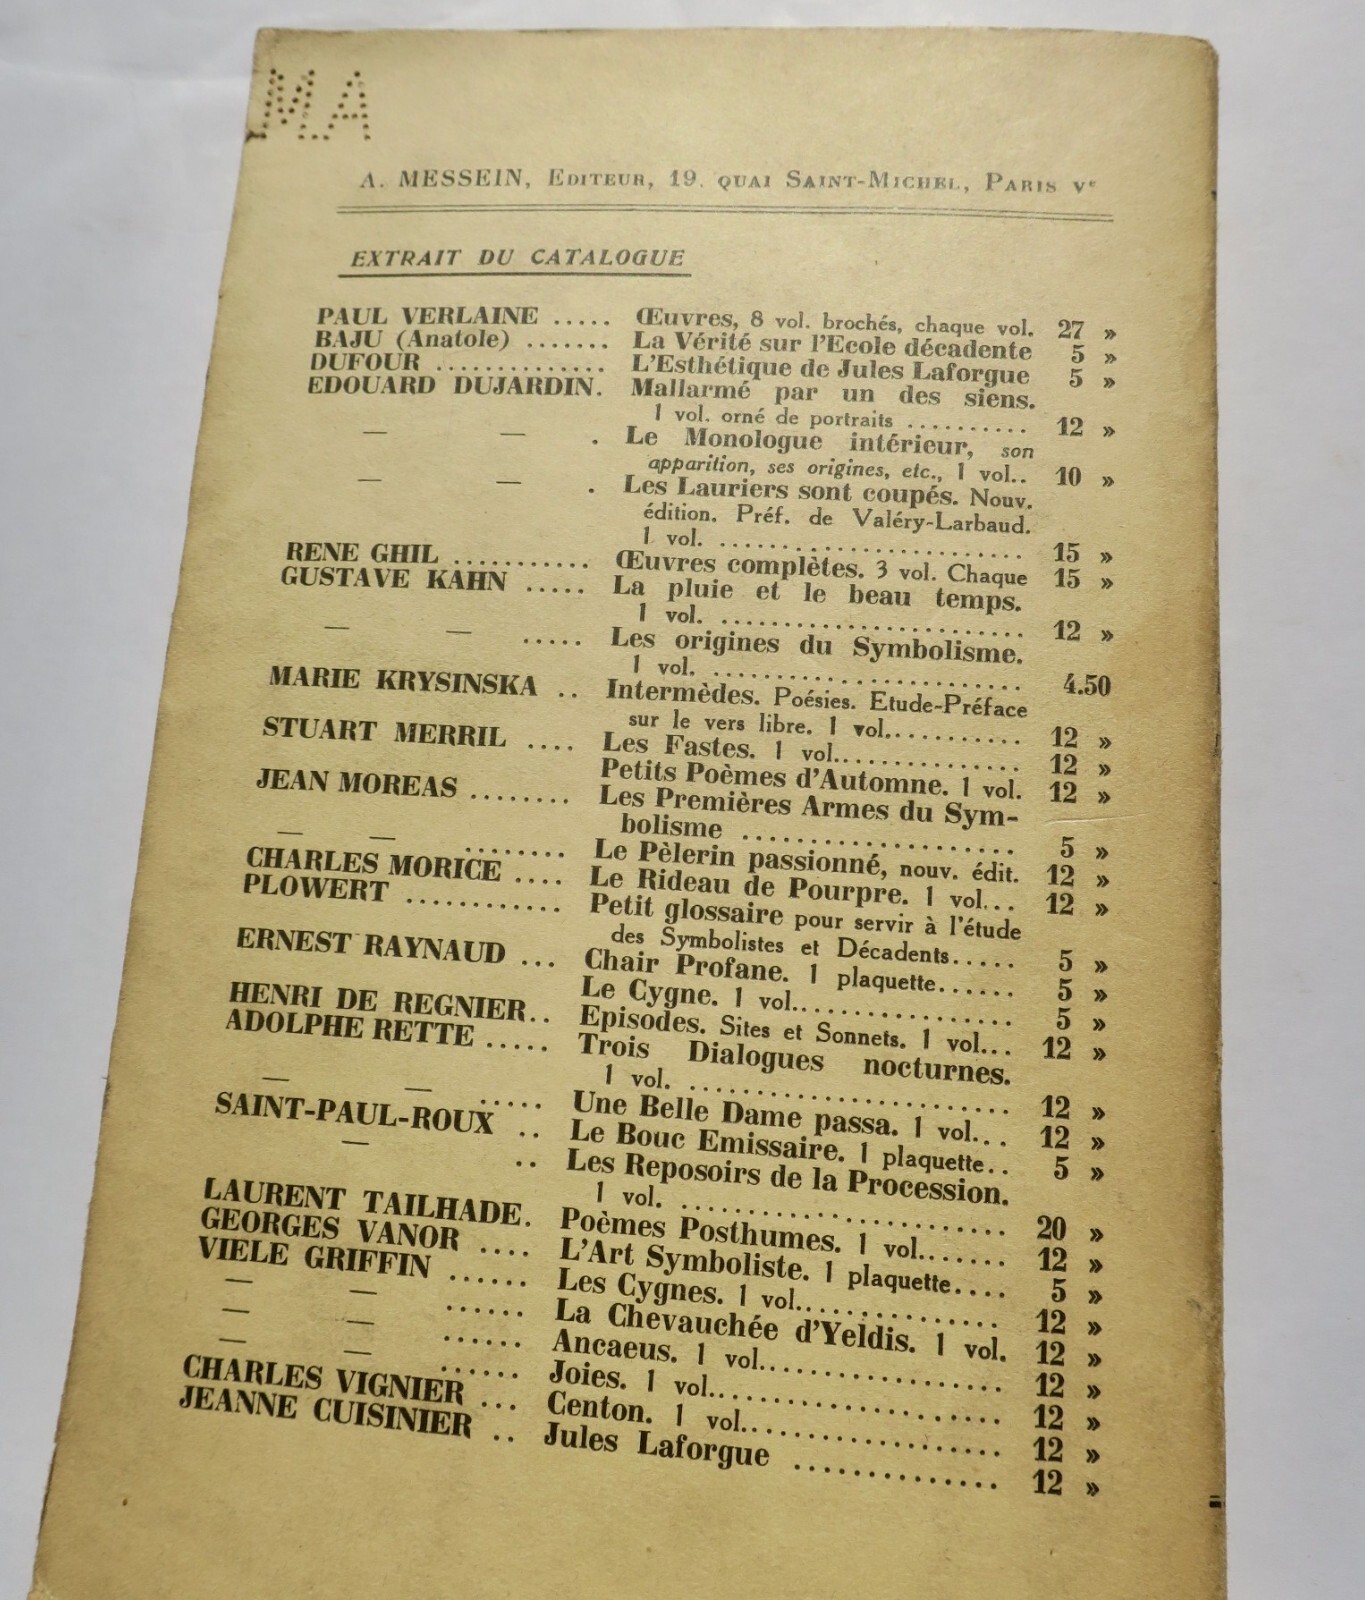 MA
A. MESSEIN, EDITEUR, 19, QUAI SAINT-MICHEL, PARIS Ve
EXTRAIT DU CATALOGUE
PAUL VERLAINE ..... Œuvres, 8 vol. brochés, chaque vol. 27 »
BAJU (Anatole) ....... La Vérité sur l'Ecole décadente 5 »
DUFOUR .............. L'Esthétique de Jules Laforgue 5 »
EDOUARD DUJARDIN. Mallarmé par un des siens.
1 vol. orné de portraits .......... 12 »
— — . Le Monologue intérieur, son
apparition, ses origines, etc., 1 vol.. 10 »
— — . Les Lauriers sont coupés. Nouv.
édition. Préf. de Valéry-Larbaud.
1 vol. ........................ 15 »
RENE GHIL ........... Œuvres complètes. 3 vol. Chaque 15 »
GUSTAVE KAHN ..... La pluie et le beau temps.
1 vol. ........................ 12 »
— — ..... Les origines du Symbolisme.
1 vol. ........................ 4.50
MARIE KRYSINSKA .. Intermèdes. Poésies. Etude-Préface
sur le vers libre. 1 vol........... 12 »
STUART MERRIL .... Les Fastes. 1 vol............... 12 »
Petits Poèmes d'Automne. 1 vol. 12 »
JEAN MOREAS ........ Les Premières Armes du Sym-
bolisme ..................... 5 »
— — ........ Le Pèlerin passionné, nouv. édit. 12 »
CHARLES MORICE .... Le Rideau de Pourpre. 1 vol... 12 »
PLOWERT ............ Petit glossaire pour servir à l'étude
des Symbolistes et Décadents..... 5 »
ERNEST RAYNAUD ... Chair Profane. 1 plaquette...... 5 »
Le Cygne. 1 vol.................. 5 »
HENRI DE REGNIER.. Episodes. Sites et Sonnets. 1 vol... 12 »
ADOLPHE RETTE ..... Trois Dialogues nocturnes.
1 vol. ........................ 12 »
— — ..... Une Belle Dame passa. 1 vol... 12 »
SAINT-PAUL-ROUX .. Le Bouc Emissaire. 1 plaquette.. 5 »
— .. Les Reposoirs de la Procession.
1 vol. ........................ 20 »
LAURENT TAILHADE. Poèmes Posthumes. 1 vol....... 12 »
GEORGES VANOR .... L'Art Symboliste. 1 plaquette.... 5 »
VIELE GRIFFIN ...... Les Cygnes. 1 vol................ 12 »
— — ...... La Chevauchée d'Yeldis. 1 vol. 12 »
— — ...... Ancaeus. 1 vol................... 12 »
— — ...... Joies. 1 vol....................... 12 »
CHARLES VIGNIER ... Centon. 1 vol.................... 12 »
JEANNE CUISINIER .. Jules Laforgue .............. 12 »